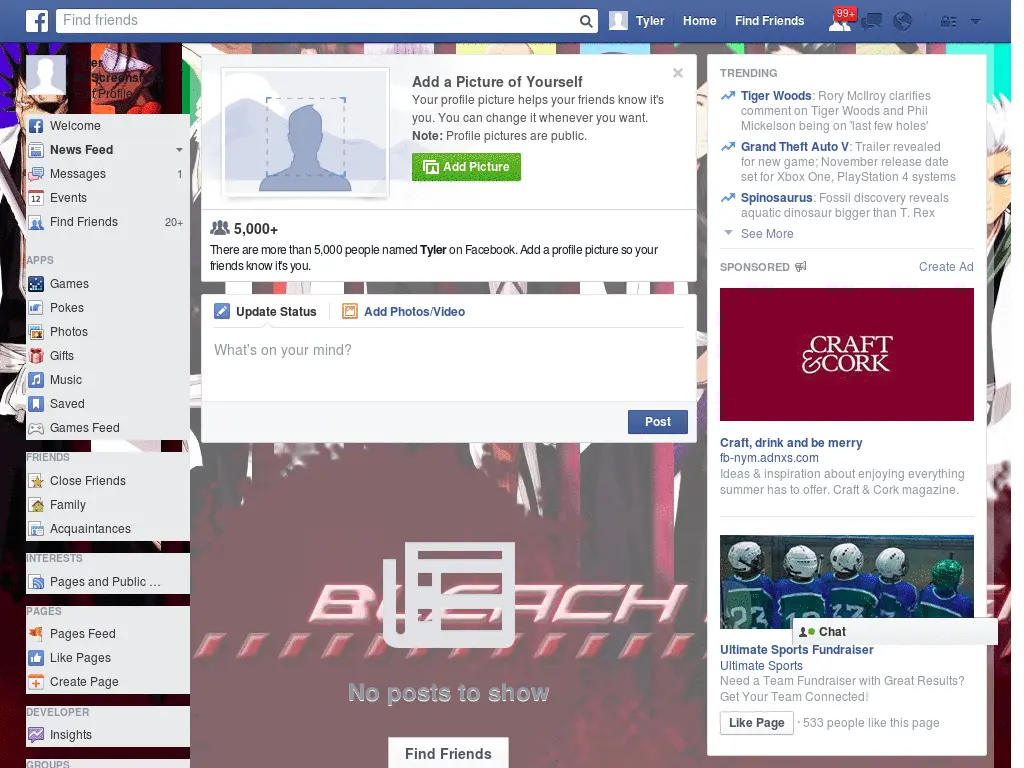 Find friends
Tyler Home Find Friends 99+
Tyler
Screensh
Edit Profile
Welcome
News Feed
Messages 1
12 Events
Find Friends 20+
APPS
Games
Pokes
Photos
Gifts
Music
Saved
Games Feed
FRIENDS
Close Friends
Family
Acquaintances
INTERESTS
Pages and Public ...
PAGES
Pages Feed
Like Pages
Create Page
DEVELOPER
Insights
GROUPS
Add a Picture of Yourself
Your profile picture helps your friends know it's
you. You can change it whenever you want.
Note: Profile pictures are public.
Add Picture
5,000+
There are more than 5,000 people named Tyler on Facebook. Add a profile picture so your
friends know it's you.
Update Status Add Photos/Video
What's on your mind?
Post
BLEACH
No posts to show
Find Friends
TRENDING
Tiger Woods: Rory McIlroy clarifies
comment on Tiger Woods and Phil
Mickelson being on 'last few holes'
Grand Theft Auto V: Trailer revealed
for new game; November release date
set for Xbox One, PlayStation 4 systems
Spinosaurus: Fossil discovery reveals
aquatic dinosaur bigger than T. Rex
See More
SPONSORED Create Ad
CRAFT
&CORK
Craft, drink and be merry
fb-nym.adnxs.com
Ideas & inspiration about enjoying everything
summer has to offer. Craft & Cork magazine.
Chat
Ultimate Sports Fundraiser
Ultimate Sports
Need a Team Fundraiser with Great Results?
Get Your Team Connected!
Like Page · 533 people like this page